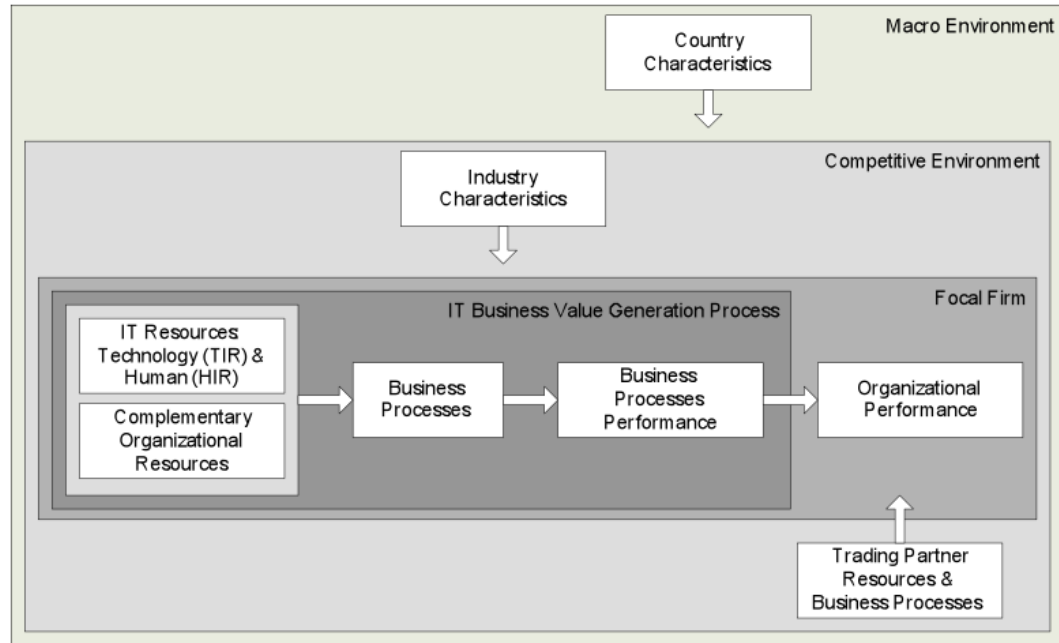 Macro Environment
Country
Characteristics
Competitive Environment
Industry
Characteristics
Focal Firm
IT Business Value Generation Process
IT Resources:
Technology (TIR) &
Human (HIR)
Complementary
Organizational
Resources
Business
Processes
Business
Processes
Performance
Organizational
Performance
Trading Partner
Resources &
Business Processes